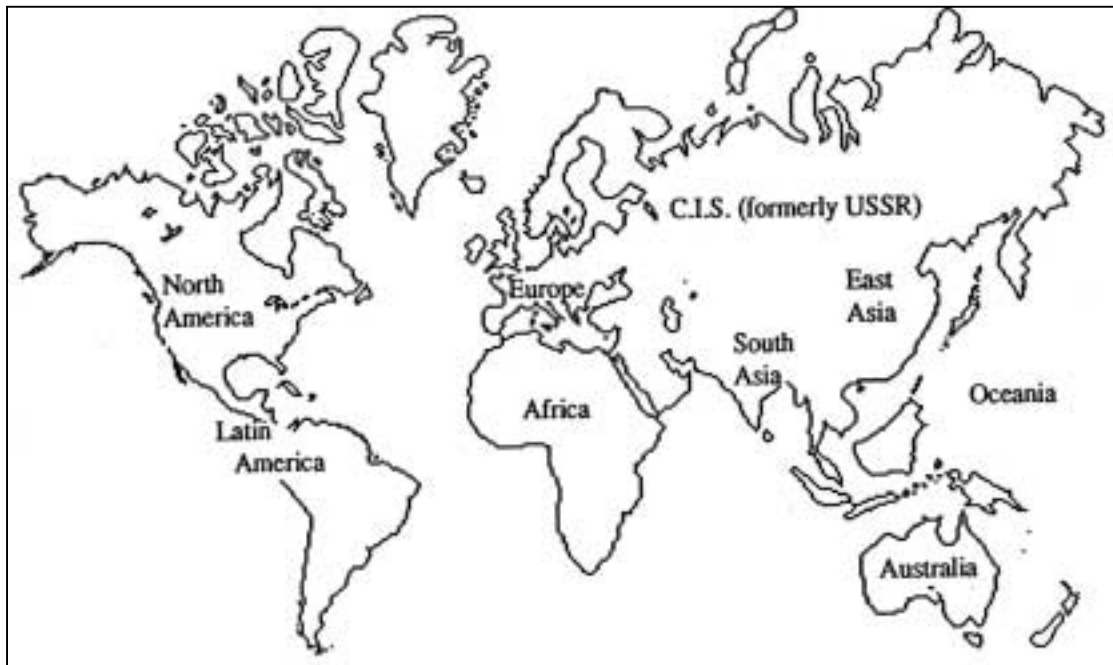 C.I.S. (formerly USSR)
North
America
Europe
East
Asia
South
Asia
Oceania
Africa
Latin
America
Australia